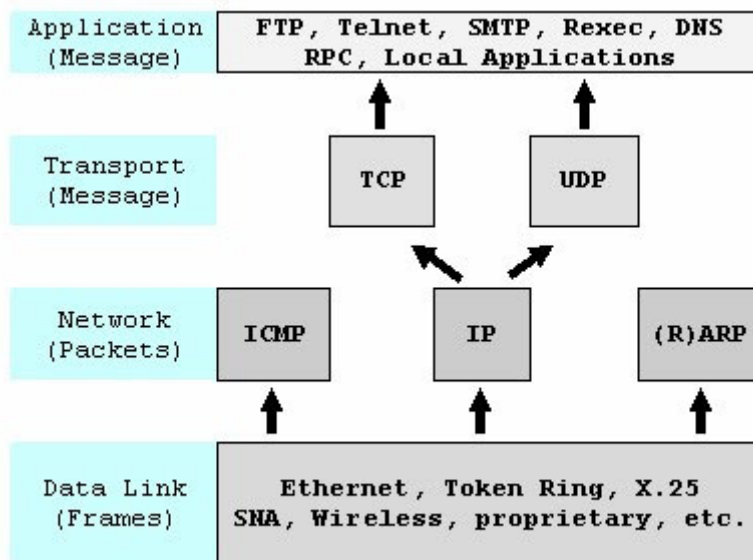 Application
(Message)
FTP, Telnet, SMTP, Rexec, DNS
RPC, Local Applications
Transport
(Message)
TCP
UDP
Network
(Packets)
ICMP
IP
(R)ARP
Data Link
(Frames)
Ethernet, Token Ring, X.25
SNA, Wireless, proprietary, etc.